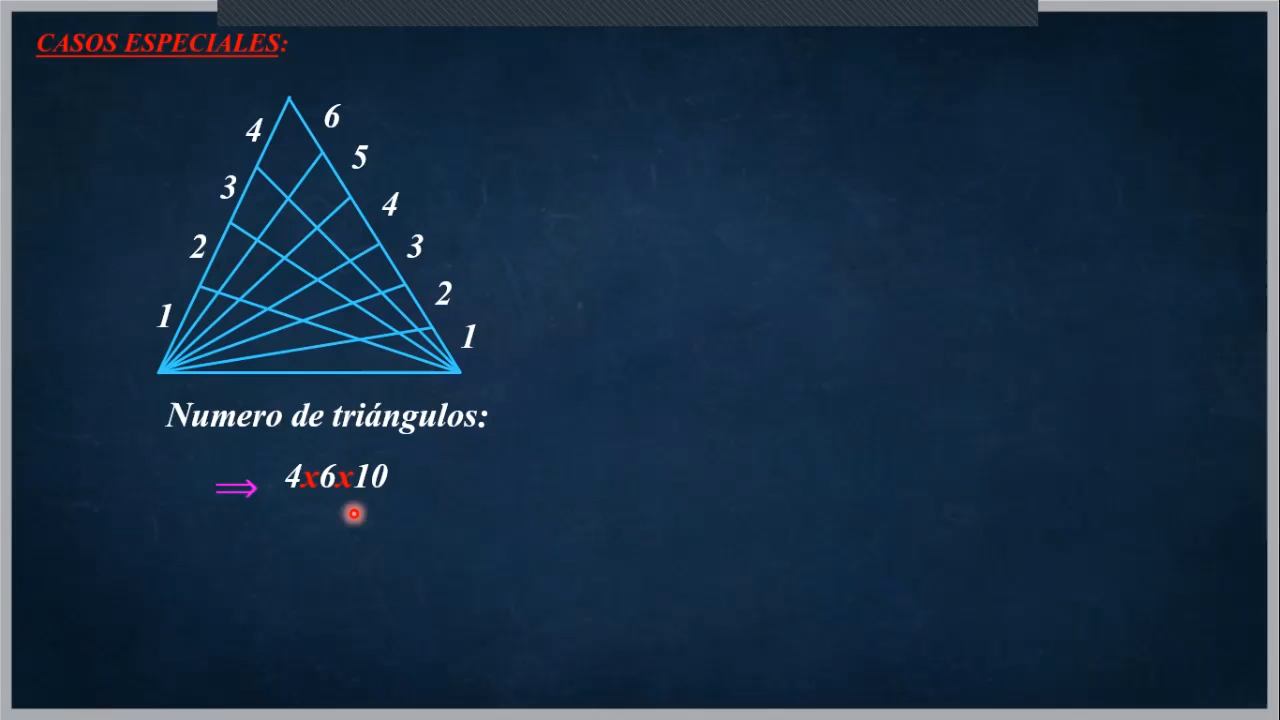 CASOS ESPECIALES:
4 6
5
3
4
2 3
2
1
1
Numero de triángulos:
⟹ 4x6x10